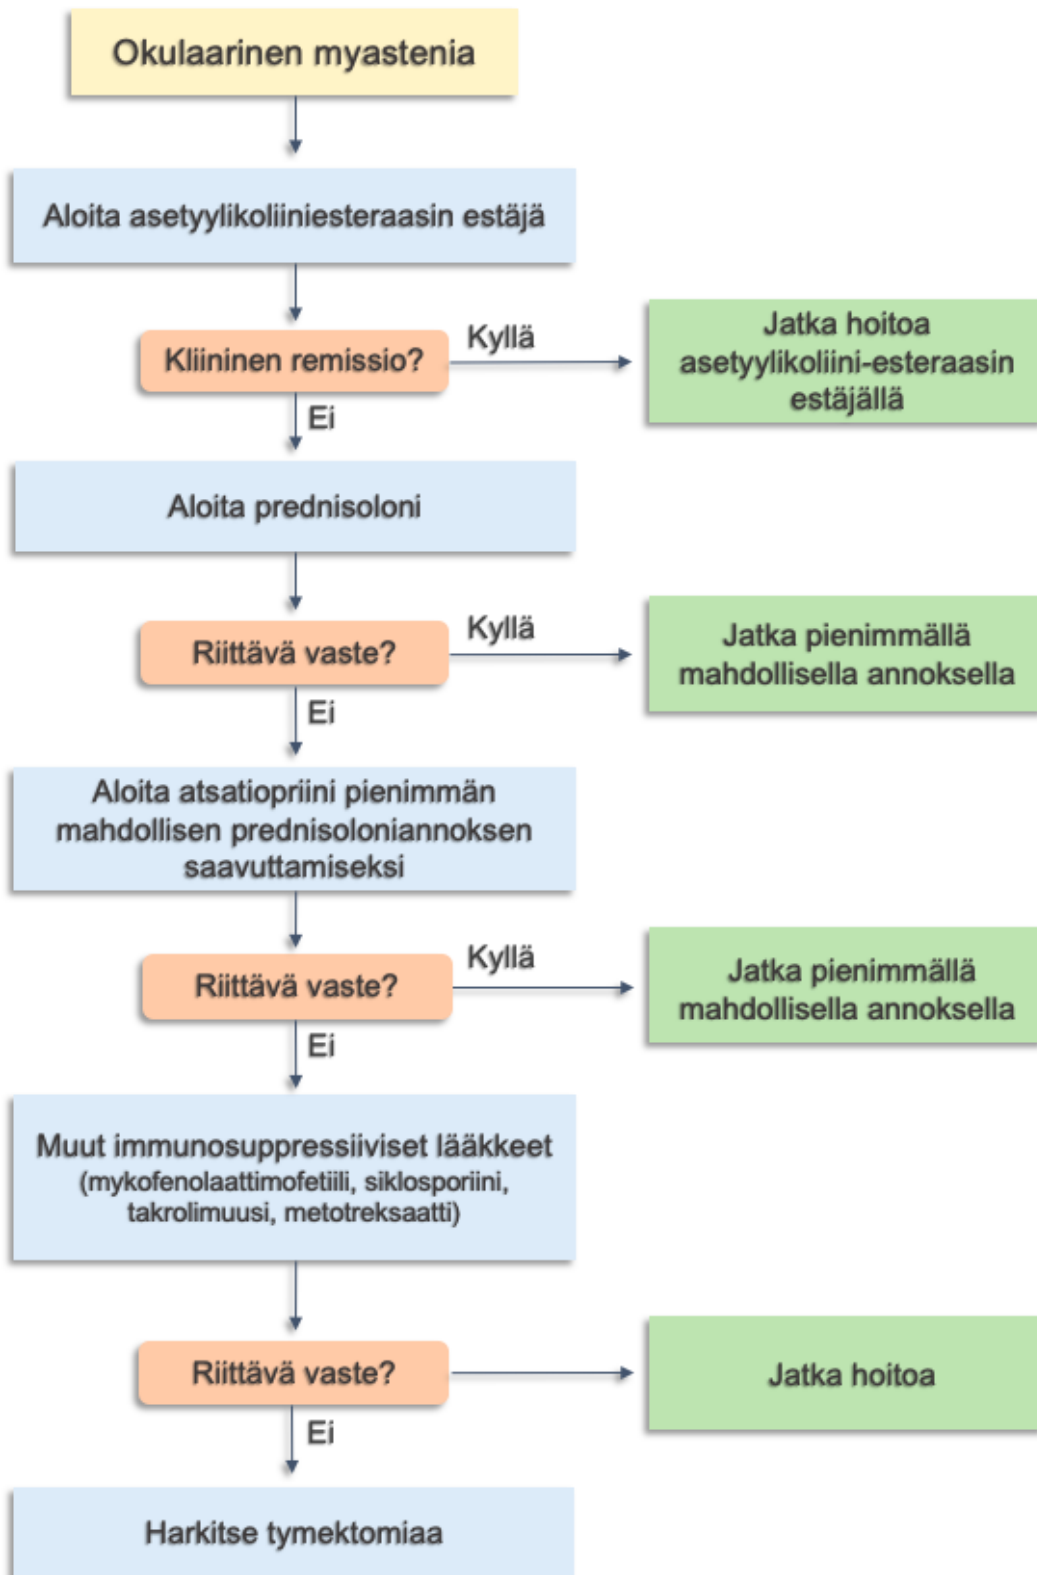 Okulaarinen myastenia
Aloita asetyylikoliiniesteraasin estäjä
Kliininen remissio?
Kyllä
Jatka hoitoa
asetyylikoliini-esteraasin
estäjällä
Ei
Aloita prednisoloni
Riittävä vaste?
Kyllä
Jatka pienimmällä
mahdollisella annoksella
Ei
Aloita atsatiopriini pienimmän
mahdollisen prednisoloniannoksen
saavuttamiseksi
Riittävä vaste?
Kyllä
Jatka pienimmällä
mahdollisella annoksella
Ei
Muut immunosuppressiiviset lääkkeet
(mykofenolaattimofetiili, siklosporiini,
takrolimuusi, metotreksaatti)
Riittävä vaste?
Jatka hoitoa
Ei
Harkitse tymektomiaa